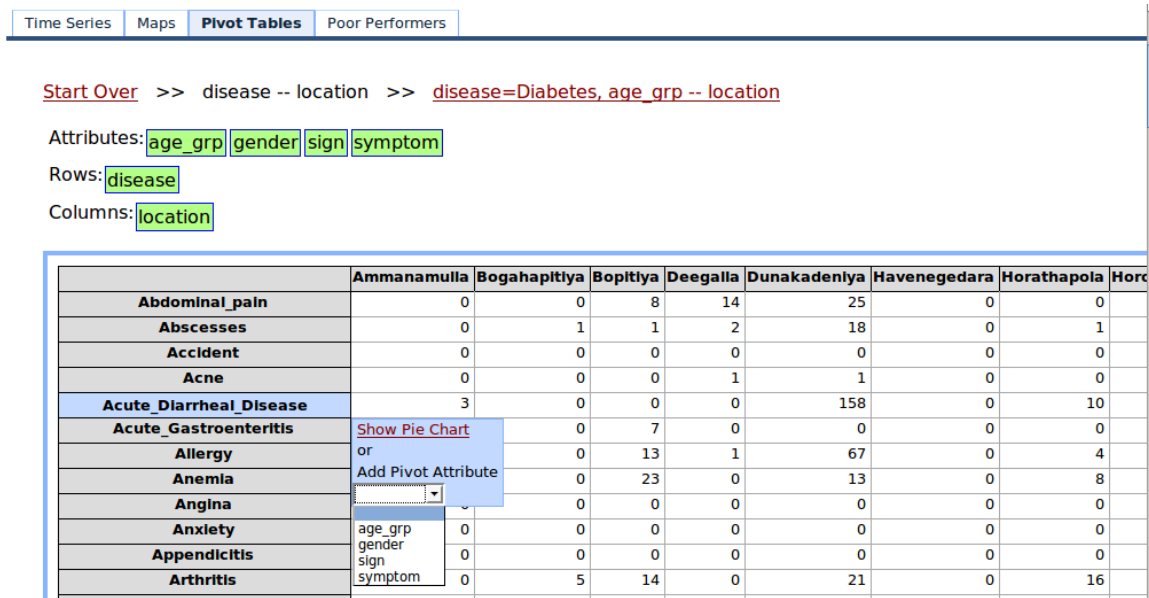 Time Series Maps Pivot Tables Poor Performers
Start Over >> disease -- location >> disease=Diabetes, age_grp -- location
Attributes: age_grp gender sign symptom
Rows: disease
Columns: location
Ammanamulla Bogahapitiya Bopitiya Deegalla Dunakadeniya Havenegedara Horathapola
Abdominal_pain 0 0 8 14 25 0 0
Abscesses 0 1 1 2 18 0 1
Accident 0 0 0 0 0 0 0
Acne 0 0 0 1 1 0 0
Acute_Diarrheal_Disease 3 0 0 0 158 0 10
Acute_Gastroenteritis Show Pie Chart 0 7 0 0 0 0
Allergy or 0 13 1 67 0 4
Add Pivot Attribute
Anemia 0 23 0 13 0 8
Angina 0 0 0 0 0 0
Anxiety age_grp 0 0 0 0 0 0 0
gender
Appendicitis 0 0 0 0 0 0 0
sign
Arthritis symptom 0 5 14 0 21 0 16